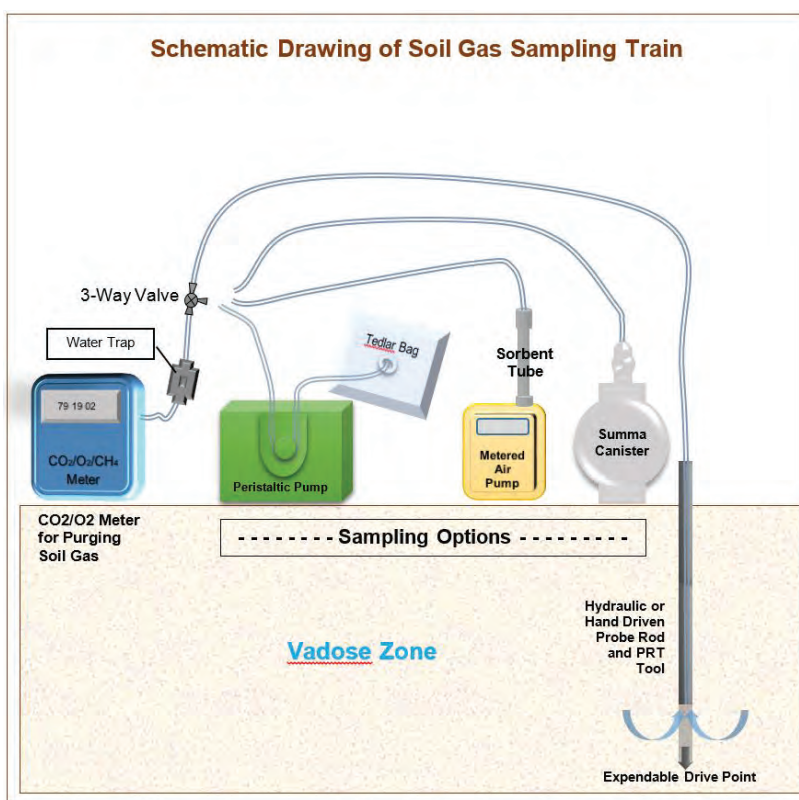 Schematic Drawing of Soil Gas Sampling Train
3-Way Valve
Water Trap
Tedlar Bag
Sorbent
Tube
79 19 02
CO₂/O₂/CH₄
Meter
Peristaltic Pump
Metered
Air
Pump
Summa
Canister
CO2/O2 Meter
for Purging
Soil Gas
- - - - - - - - Sampling Options - - - - - - - - -
Hydraulic or
Hand Driven
Probe Rod
and PRT
Tool
Vadose Zone
Expendable Drive Point